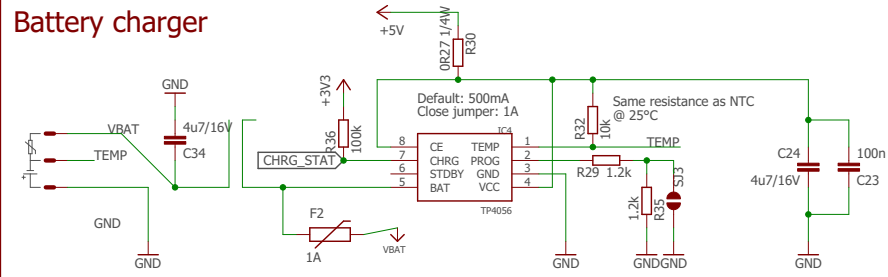 Battery charger
+5V
0R27 1/4W
R30
GND
VBAT
4u7/16V
C34
TEMP
GND
GND
+3V3
R36
100k
CHRG_STAT
Default: 500mA
Close jumper: 1A
IC4
8 CE TEMP 1
7 CHRG PROG 2
6 STDBY GND 3
5 BAT VCC 4
TP4056
F2
1A
VBAT
R32
10k
Same resistance as NTC
@ 25°C
TEMP
R29 1.2k
1.2k
R35
SJ3
GND
GND
GND
C24
4u7/16V
100n
C23
GND